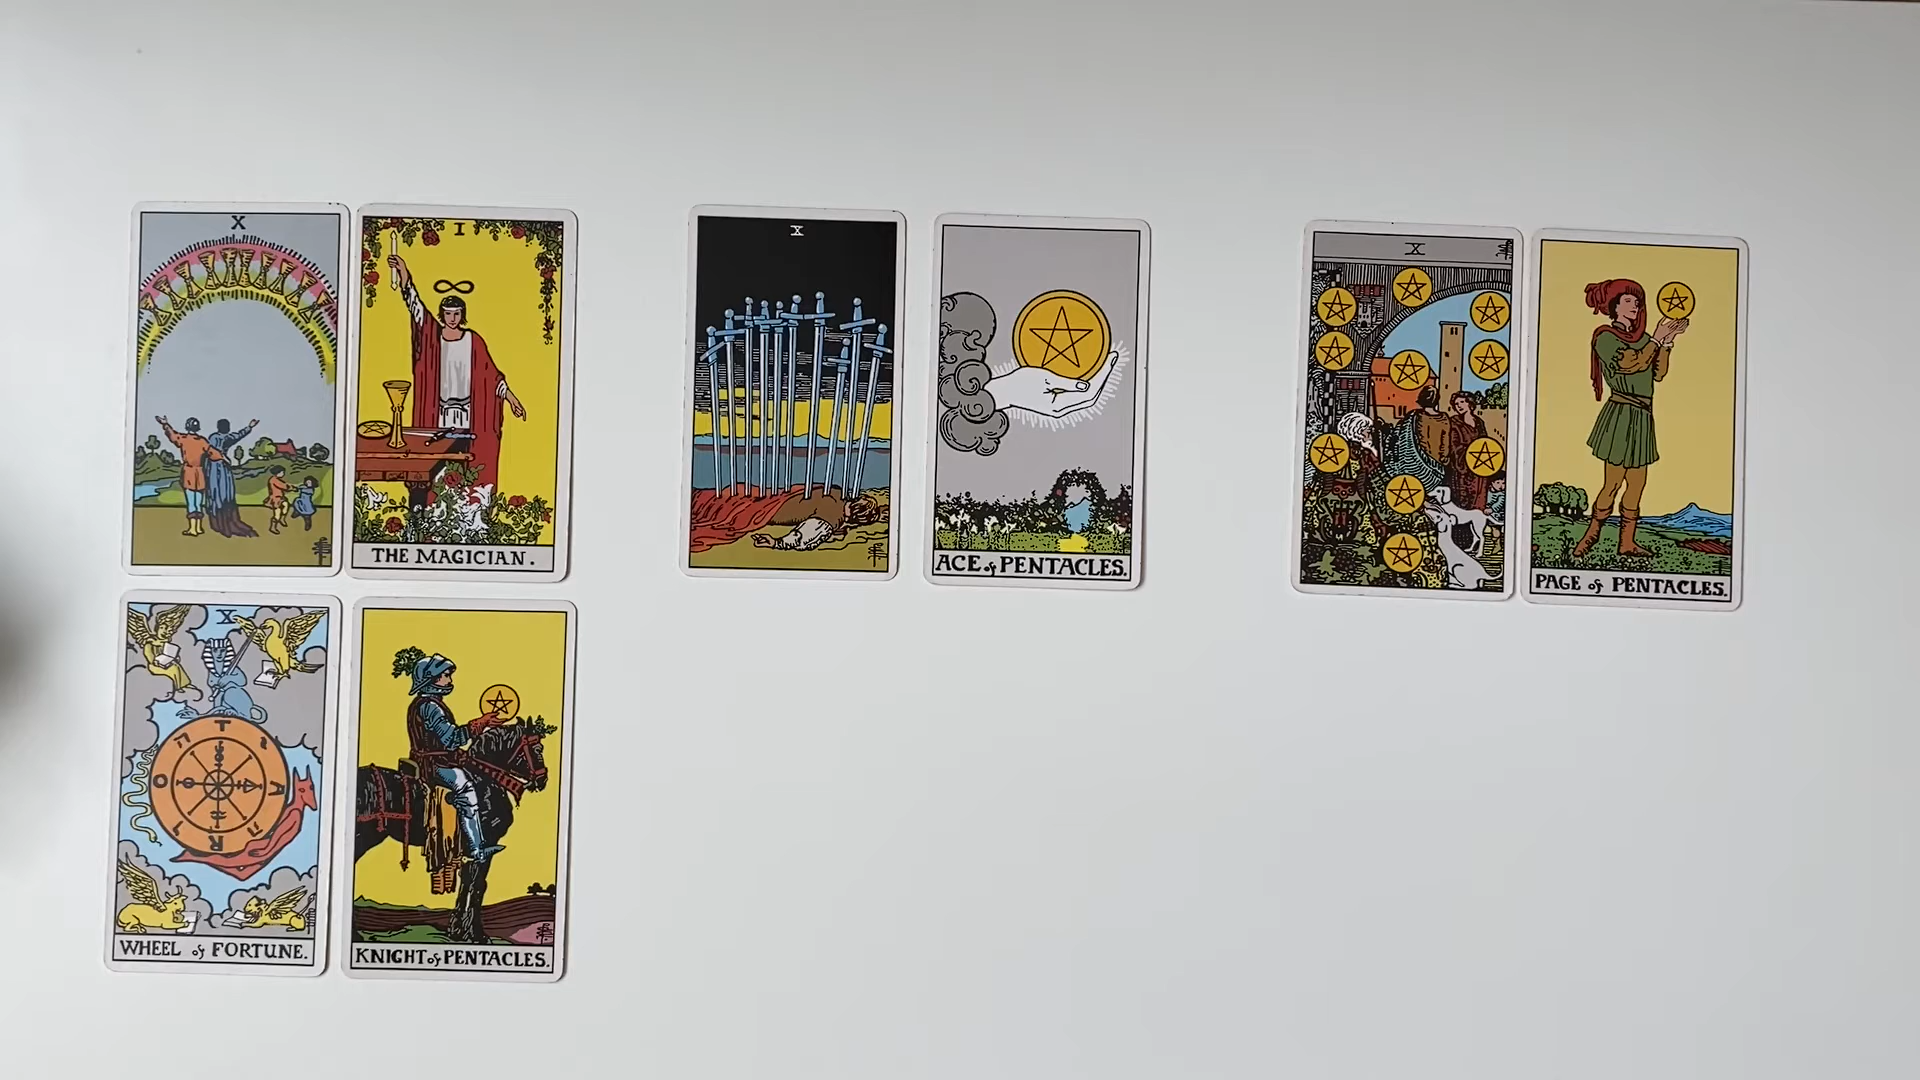 X
I
THE MAGICIAN.
X
ACE of PENTACLES.
X
PAGE of PENTACLES.
X
T
A
R
O
WHEEL of FORTUNE.
KNIGHT of PENTACLES.